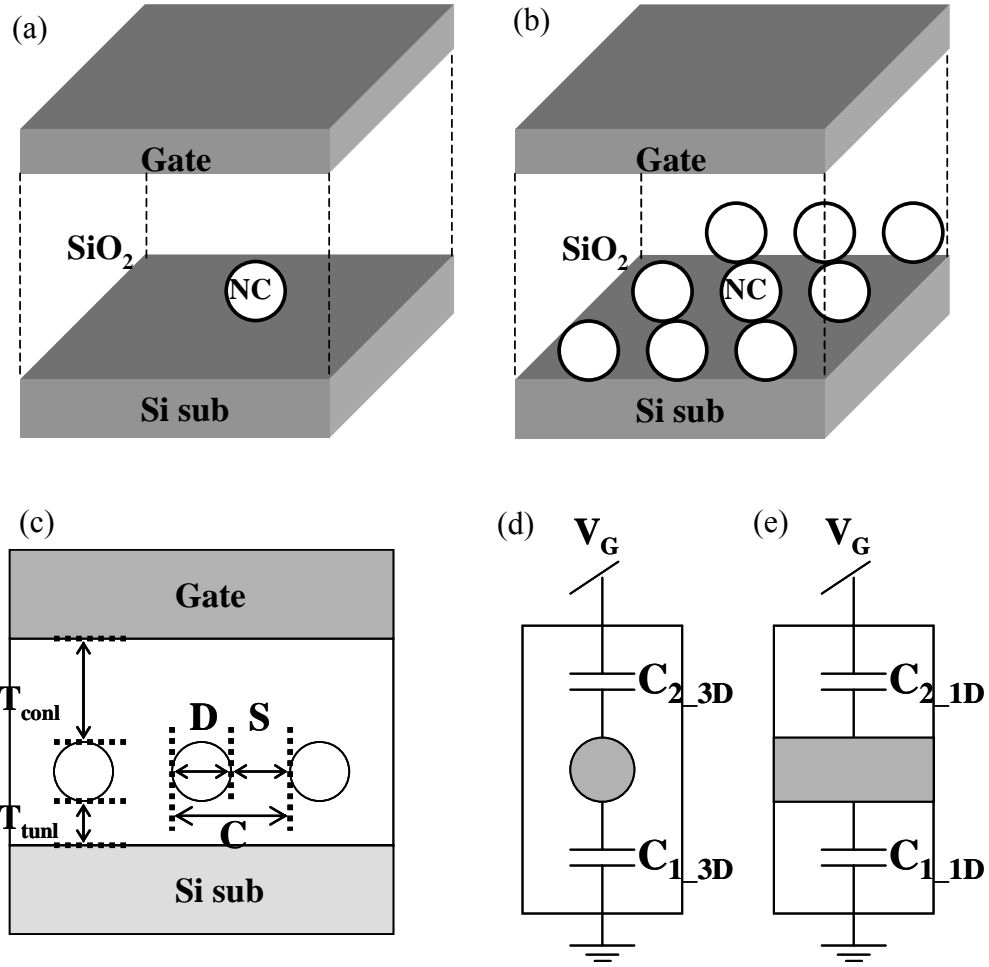 (a)
Gate
SiO2
NC
Si sub
(b)
Gate
SiO2
NC
Si sub
(c)
Gate
Tconl
D S
Ttunl
C
Si sub
(d)
VG
C2_3D
C1_3D
(e)
VG
C2_1D
C1_1D